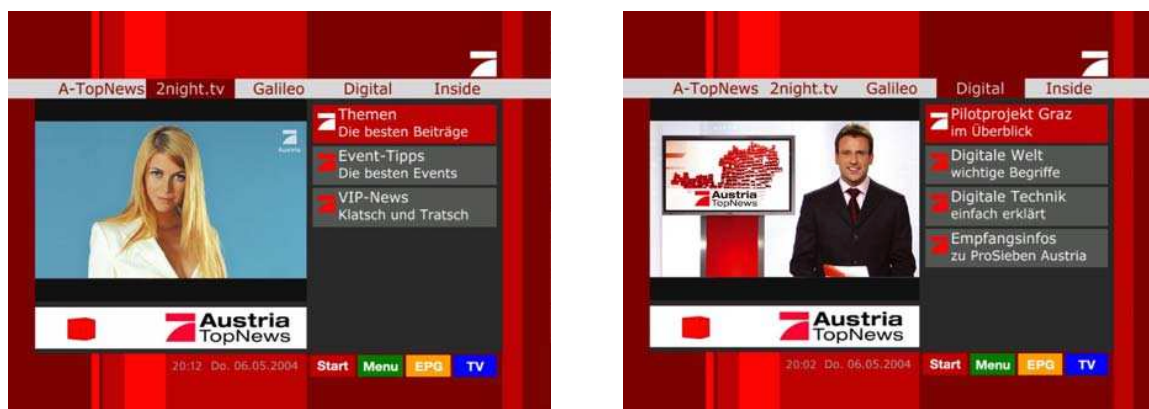 A-TopNews 2night.tv Galileo Digital Inside
Themen
Die besten Beiträge
Event-Tipps
Die besten Events
VIP-News
Klatsch und Tratsch
Austria
Austria
TopNews
20:12 Do. 06.05.2004 Start Menu EPG TV
A-TopNews 2night.tv Galileo Digital Inside
Pilotprojekt Graz
im Überblick
Digitale Welt
wichtige Begriffe
Digitale Technik
einfach erklärt
Empfangsinfos
zu ProSieben Austria
Austria
TopNews
Austria
TopNews
20:02 Do. 06.05.2004 Start Menu EPG TV